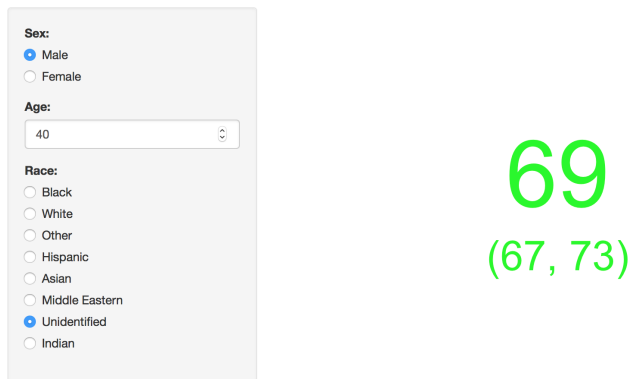 Sex:
Male
Female
Age:
40
Race:
Black
White
Other
Hispanic
Asian
Middle Eastern
Unidentified
Indian
69
(67, 73)